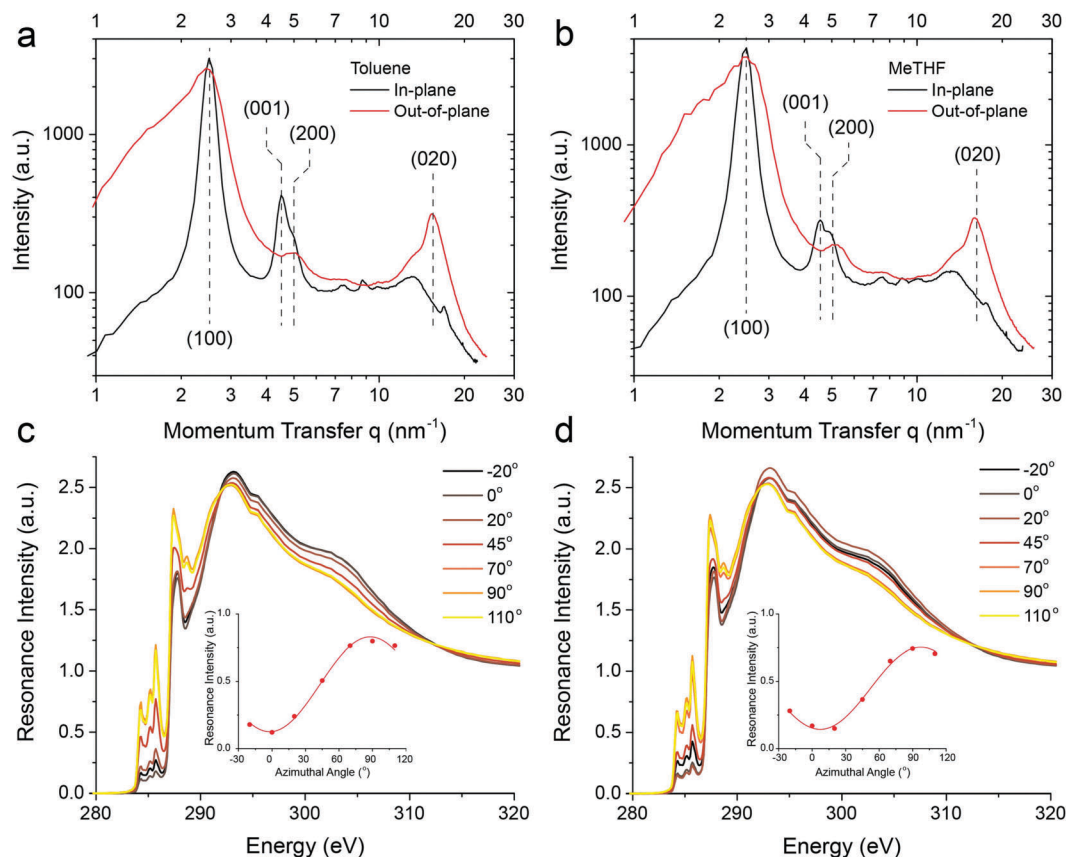 a
1 2 3 4 5 7 10 20 30
Toluene
In-plane
Out-of-plane
(001)
(200)
(020)
(100)
1000
100
Intensity (a.u.)
1 2 3 4 5 7 10 20 30
Momentum Transfer q (nm⁻¹)
b
1 2 3 4 5 7 10 20 30
MeTHF
In-plane
Out-of-plane
(001)
(200)
(020)
(100)
1000
100
Intensity (a.u.)
1 2 3 4 5 7 10 20 30
Momentum Transfer q (nm⁻¹)
c
-20°
0°
20°
45°
70°
90°
110°
2.5
2.0
1.5
1.0
0.5
0.0
Resonance Intensity (a.u.)
1.0
0.5
0.0
Resonance Intensity (a.u.)
-30 0 30 60 90 120
Azimuthal Angle (°)
280 290 300 310 320
Energy (eV)
d
-20°
0°
20°
45°
70°
90°
110°
2.5
2.0
1.5
1.0
0.5
0.0
Resonance Intensity (a.u.)
1.0
0.5
0.0
Resonance Intensity (a.u.)
-30 0 30 60 90 120
Azimuthal Angle (°)
280 290 300 310 320
Energy (eV)